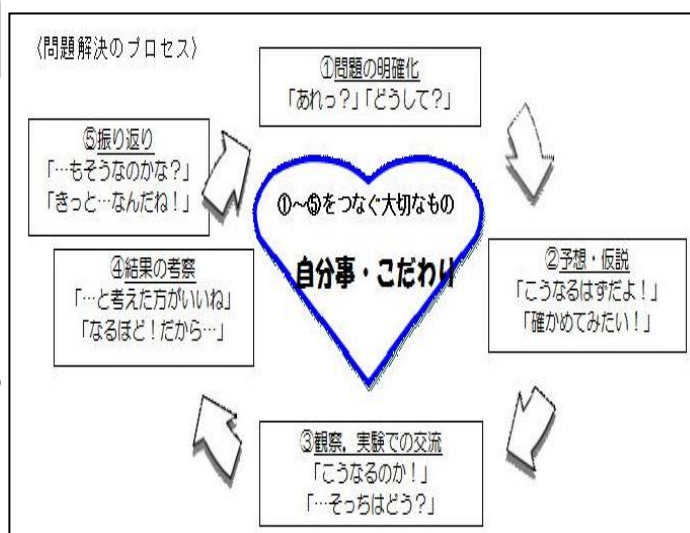 〈問題解決のプロセス〉
①問題の明確化
「あれっ？」「どうして？」
②予想・仮説
「こうなるはずだよ！」
「確かめてみたい！」
③観察，実験での交流
「こうなるのか！」
「…そっちはどう？」
④結果の考察
「…と考えた方がいいね」
「なるほど！だから…」
⑤振り返り
「…もそうなのかな？」
「きっと…なんだね！」
①～⑤をつなぐ大切なもの
自分事・こだわり